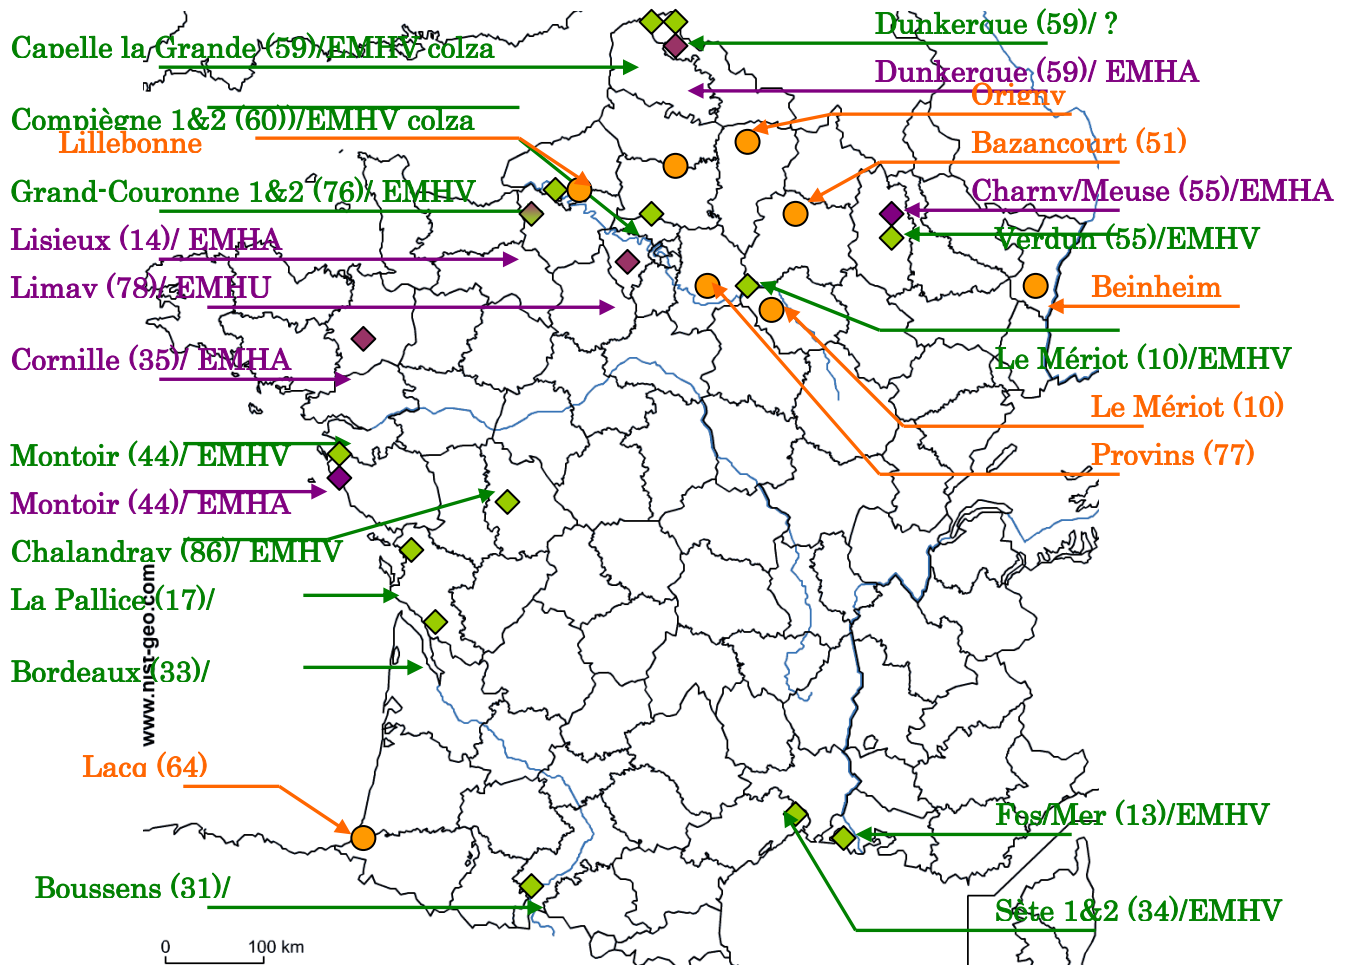 Capelle la Grande (59)/EMHV colza
Dunkerque (59)/ ?
Dunkerque (59)/ EMHA
Origny
Compiègne 1&2 (60))/EMHV colza
Lillebonne
Bazancourt (51)
Grand-Couronne 1&2 (76)/ EMHV
Charny/Meuse (55)/EMHA
Lisieux (14)/ EMHA
Verdun (55)/EMHV
Limay (78)/ EMHU
Beinheim
Cornille (35)/ EMHA
Le Mériot (10)/EMHV
Le Mériot (10)
Montoir (44)/ EMHV
Provins (77)
Montoir (44)/ EMHA
Chalandray (86)/ EMHV
La Pallice (17)/
www.hist-geo.com
Bordeaux (33)/
Lacq (64)
Fos/Mer (13)/EMHV
Boussens (31)/
Sète 1&2 (34)/EMHV
0 100 km